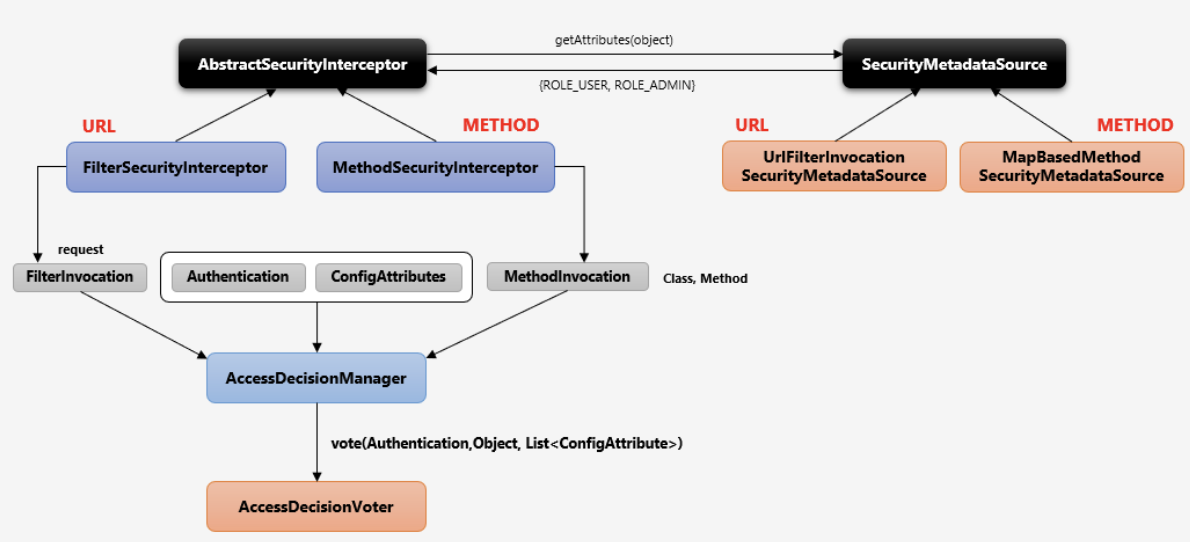 getAttributes(object)
AbstractSecurityInterceptor
SecurityMetadataSource
{ROLE_USER, ROLE_ADMIN}
URL
METHOD
URL
METHOD
FilterSecurityInterceptor
MethodSecurityInterceptor
UrlFilterInvocation
SecurityMetadataSource
MapBasedMethod
SecurityMetadataSource
request
FilterInvocation
Authentication
ConfigAttributes
MethodInvocation
Class, Method
AccessDecisionManager
vote(Authentication,Object, List<ConfigAttribute>)
AccessDecisionVoter